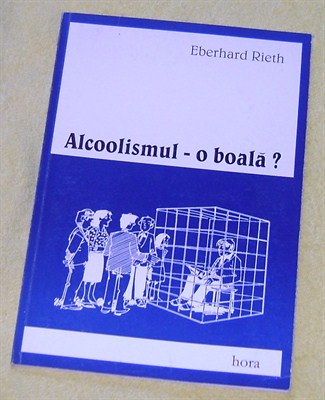 Eberhard Rieth
Alcoolismul - o boală ?
hora